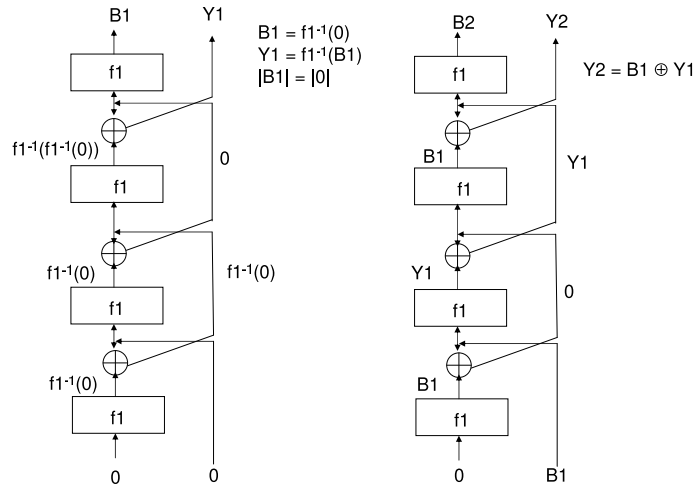 B1 Y1
B1 = f1⁻¹(0)
Y1 = f1⁻¹(B1)
|B1| = |0|
f1
f1⁻¹(f1⁻¹(0))
0
f1
f1⁻¹(0)
f1⁻¹(0)
f1
f1⁻¹(0)
f1
0 0
B2 Y2
Y2 = B1 ⊕ Y1
f1
B1
Y1
f1
Y1
0
f1
B1
f1
0 B1